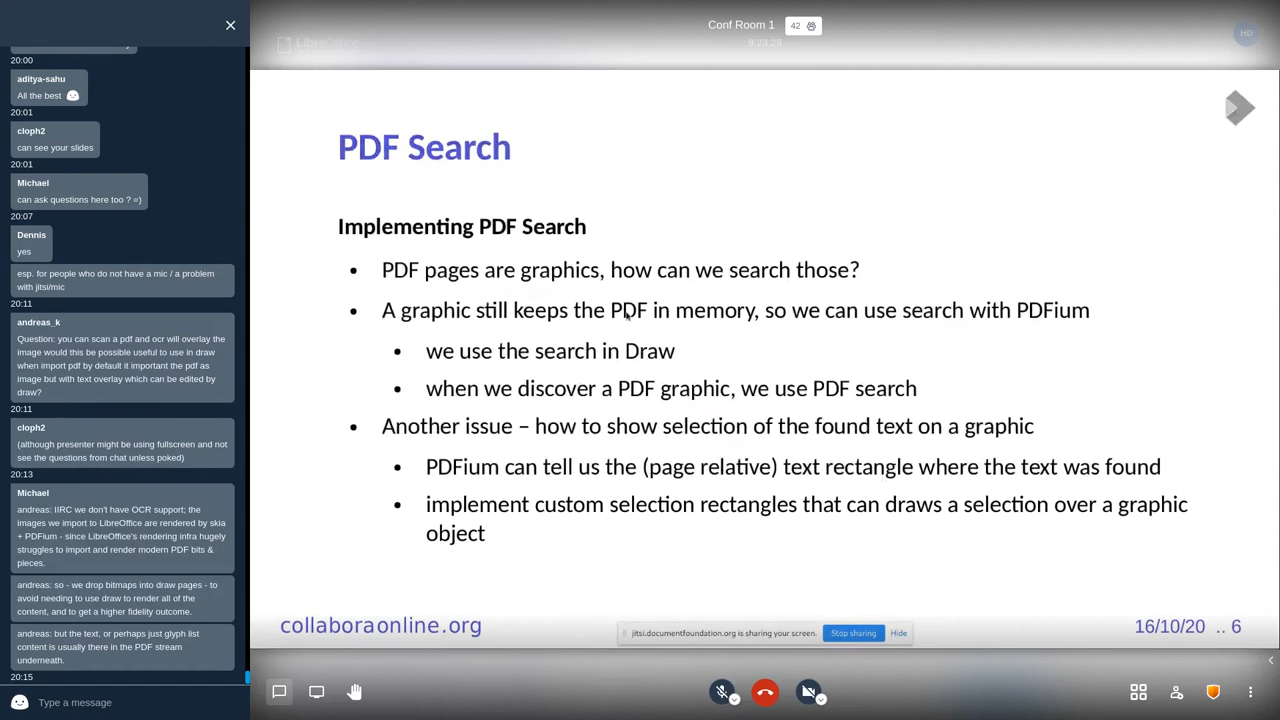 20:00
aditya-sahu
All the best
20:01
cloph2
can see your slides
20:01
Michael
can ask questions here too ? =)
20:07
Dennis
yes
esp. for people who do not have a mic / a problem
with jitsi/mic
20:11
andreas_k
Question: you can scan a pdf and ocr will overlay the
image would this be possible useful to use in draw
when import pdf by default it important the pdf as
image but with text overlay which can be edited by
draw?
20:11
cloph2
(although presenter might be using fullscreen and not
see the questions from chat unless poked)
20:13
Michael
andreas: IIRC we don't have OCR support; the
images we import to LibreOffice are rendered by skia
+ PDFium - since LibreOffice's rendering infra hugely
struggles to import and render modern PDF bits &
pieces.
andreas: so - we drop bitmaps into draw pages - to
avoid needing to use draw to render all of the
content, and to get a higher fidelity outcome.
andreas: but the text, or perhaps just glyph list
content is usually there in the PDF stream
underneath.
20:15
Type a message
Conf Room 1
42
9:23:29
LibreOffice
HD
PDF Search
Implementing PDF Search
• PDF pages are graphics, how can we search those?
• A graphic still keeps the PDF in memory, so we can use search with PDFium
• we use the search in Draw
• when we discover a PDF graphic, we use PDF search
• Another issue – how to show selection of the found text on a graphic
• PDFium can tell us the (page relative) text rectangle where the text was found
• implement custom selection rectangles that can draws a selection over a graphic
object
collaboraonline.org
jitsi.documentfoundation.org is sharing your screen.
Stop sharing
Hide
16/10/20 .. 6